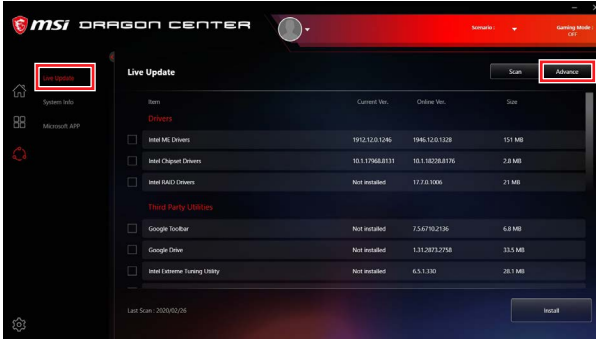 msi DRAGON CENTER
Scenario :
Gaming Mode :
OFF
Live Update
System Info
Microsoft APP
Live Update
Scan
Advance
Item Current Ver. Online Ver. Size
Drivers
Intel ME Drivers 1912.12.0.1246 1946.12.0.1328 151 MB
Intel Chipset Drivers 10.1.17968.8131 10.1.18228.8176 2.8 MB
Intel RAID Drivers Not installed 17.7.0.1006 21 MB
Third Party Utilities
Google Toolbar Not installed 7.5.6710.2136 6.8 MB
Google Drive Not installed 1.31.2873.2758 33.5 MB
Intel Extreme Tuning Utility Not installed 6.5.1.330 28.1 MB
Last Scan : 2020/02/26
Install